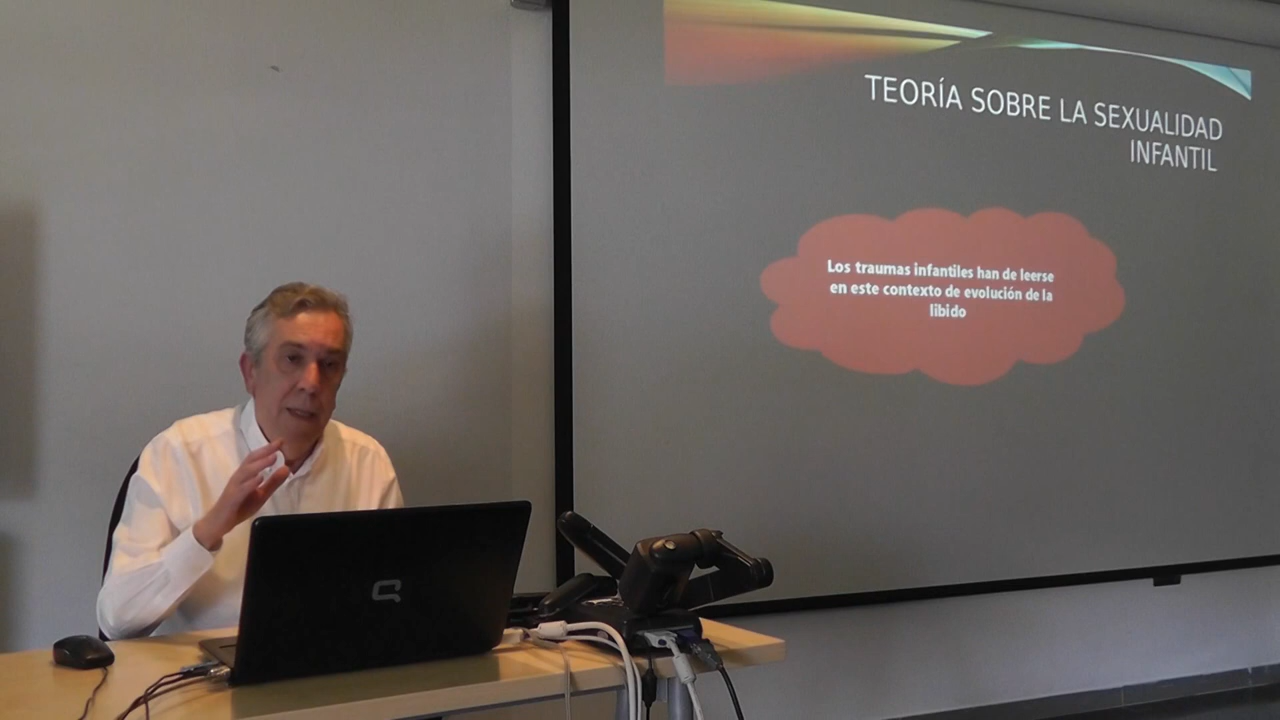 TEORÍA SOBRE LA SEXUALIDAD
INFANTIL
Los traumas infantiles han de leerse
en este contexto de evolución de la
libido